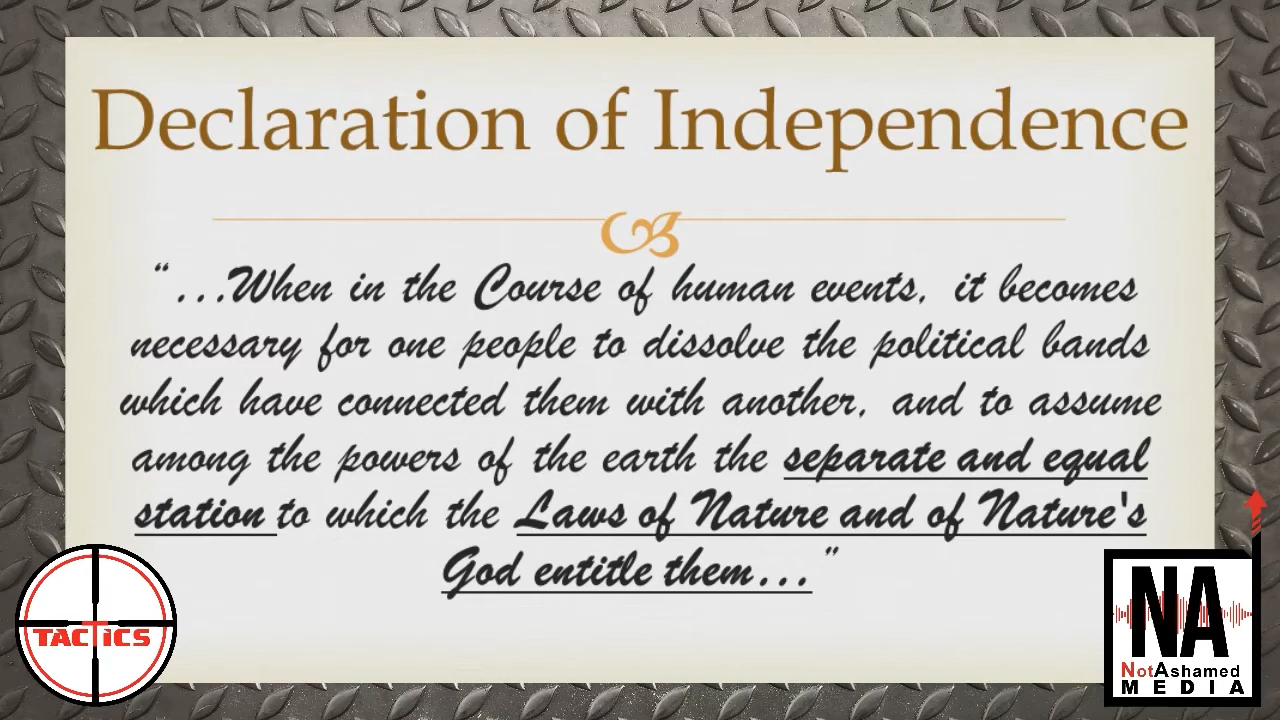 Declaration of Independence
“...When in the Course of human events, it becomes
necessary for one people to dissolve the political bands
which have connected them with another, and to assume
among the powers of the earth the separate and equal
station to which the Laws of Nature and of Nature's
God entitle them...”
TACTICS
NA
NotAshamed
MEDIA